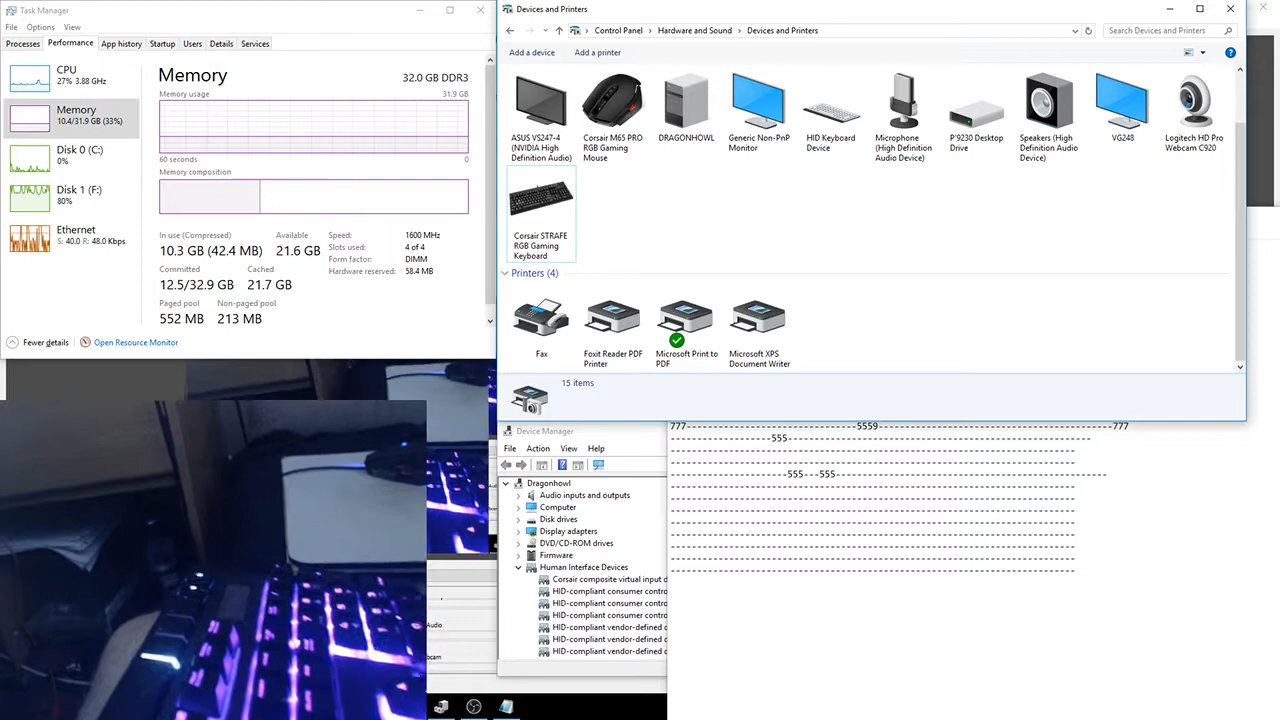 Task Manager
File Options View
Processes Performance App history Startup Users Details Services
CPU
27% 3.88 GHz
Memory
10.4/31.9 GB (33%)
Disk 0 (C:)
0%
Disk 1 (F:)
80%
Ethernet
S: 40.0 R: 48.0 Kbps
Memory 32.0 GB DDR3
Memory usage 31.9 GB
60 seconds 0
Memory composition
In use (Compressed) Available
10.3 GB (42.4 MB) 21.6 GB
Committed Cached
12.5/32.9 GB 21.7 GB
Paged pool Non-paged pool
552 MB 213 MB
Speed: 1600 MHz
Slots used: 4 of 4
Form factor: DIMM
Hardware reserved: 58.4 MB
Fewer details Open Resource Monitor
Devices and Printers
Control Panel Hardware and Sound Devices and Printers
Search Devices and Printers
Add a device Add a printer
ASUS VS247-4
(NVIDIA High
Definition Audio)
Corsair M65 PRO
RGB Gaming
Mouse
DRAGONHOWL
Generic Non-PnP
Monitor
HID Keyboard
Device
Microphone
(High Definition
Audio Device)
P'9230 Desktop
Drive
Speakers (High
Definition Audio
Device)
VG248
Logitech HD Pro
Webcam C920
Corsair STRAFE
RGB Gaming
Keyboard
Printers (4)
Fax
Foxit Reader PDF
Printer
Microsoft Print to
PDF
Microsoft XPS
Document Writer
15 items
Device Manager
File Action View Help
Dragonhowl
Audio inputs and outputs
Computer
Disk drives
Display adapters
DVD/CD-ROM drives
Firmware
Human Interface Devices
Corsair composite virtual input d
HID-compliant consumer contro
HID-compliant consumer contro
HID-compliant consumer contro
HID-compliant vendor-defined c
HID-compliant vendor-defined c
HID-compliant vendor-defined c
Audio
777 5559 777
555
555---555